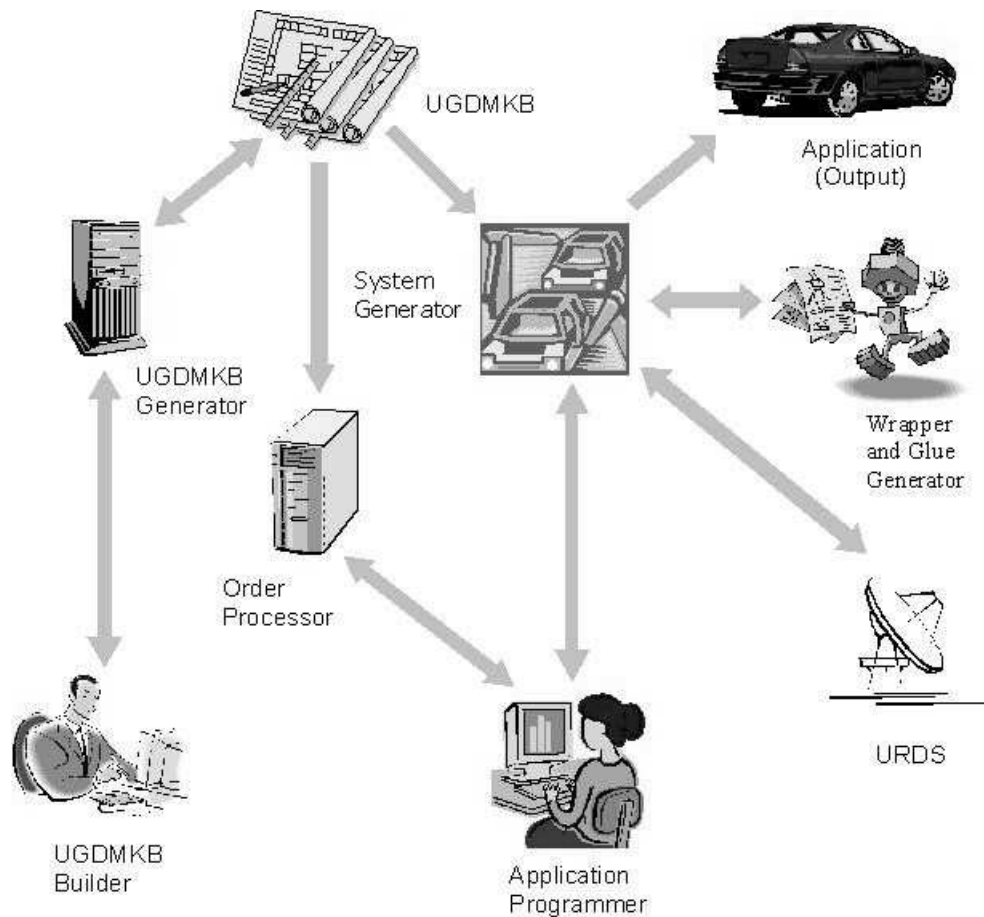 UGDMKB
Application
(Output)
System
Generator
UGDMKB
Generator
Wrapper
and Glue
Generator
Order
Processor
URDS
UGDMKB
Builder
Application
Programmer